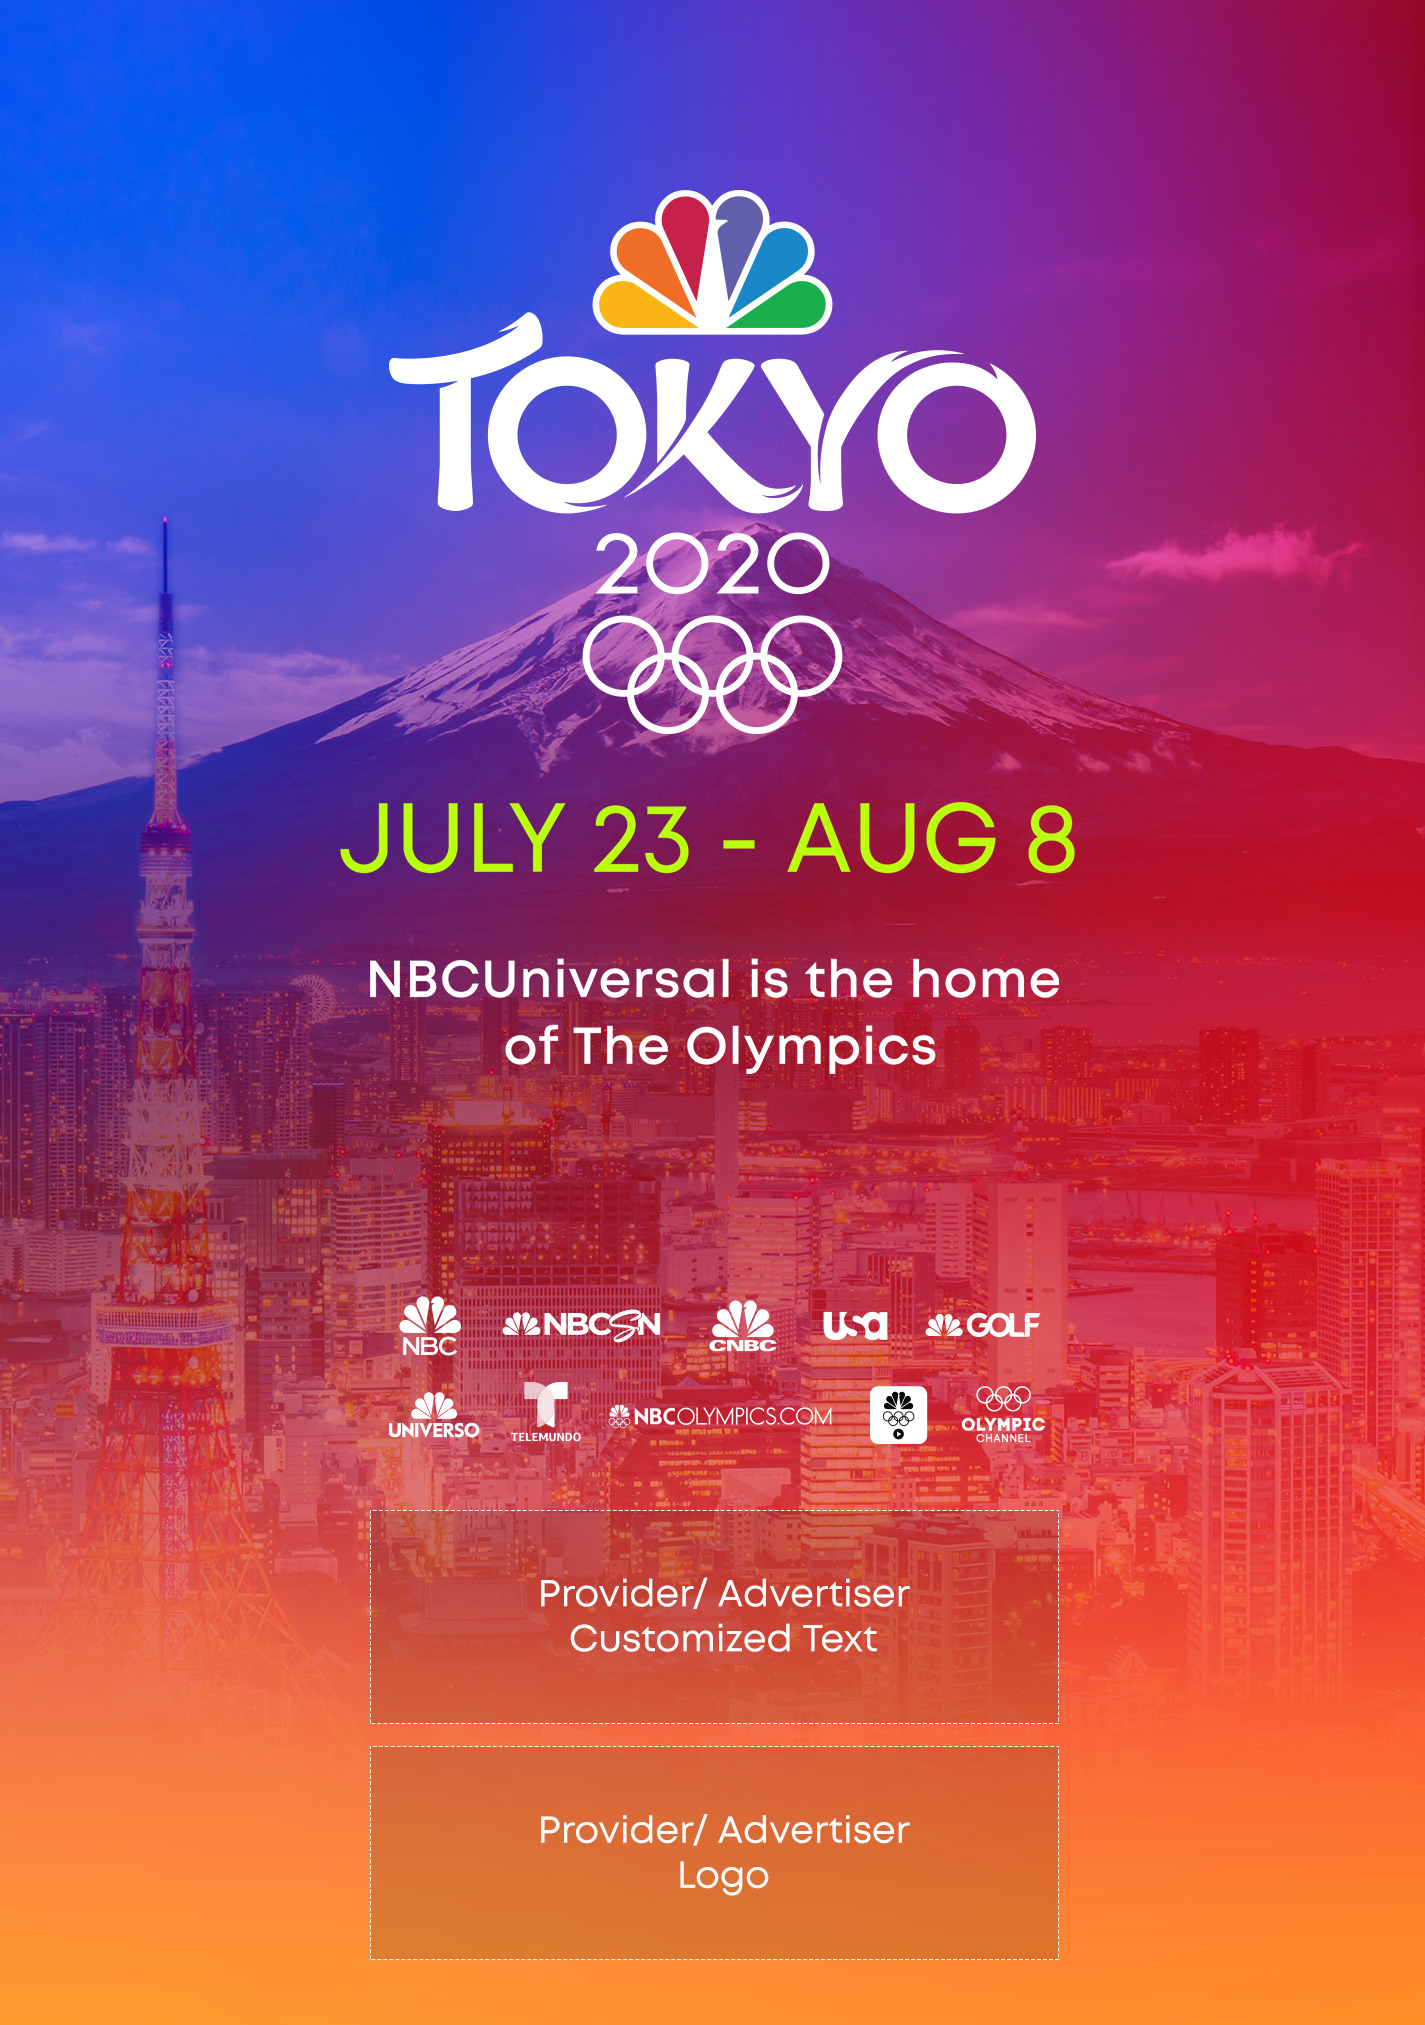 TOKYO
2020
JULY 23 - AUG 8
NBCUniversal is the home
of The Olympics
NBC NBCSN CNBC USA GOLF
UNIVERSO TELEMUNDO NBCOLYMPICS.COM OLYMPIC CHANNEL
Provider/ Advertiser
Customized Text
Provider/ Advertiser
Logo